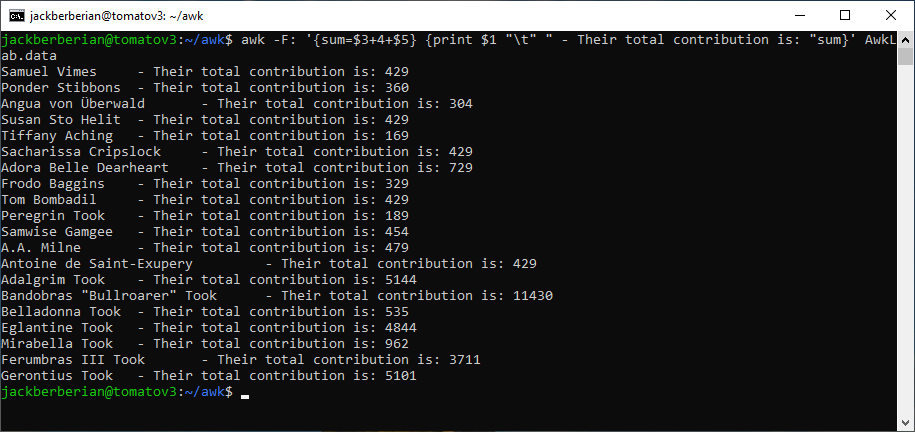 jackberberian@tomatov3: ~/awk
jackberberian@tomatov3:~/awk$ awk -F: '{sum=$3+4+$5} {print $1 "\t" " - Their total contribution is: "sum}' AwkL
ab.data
Samuel Vimes     - Their total contribution is: 429
Ponder Stibbons  - Their total contribution is: 360
Angua von Überwald       - Their total contribution is: 304
Susan Sto Helit  - Their total contribution is: 429
Tiffany Aching   - Their total contribution is: 169
Sacharissa Cripslock     - Their total contribution is: 429
Adora Belle Dearheart    - Their total contribution is: 729
Frodo Baggins    - Their total contribution is: 329
Tom Bombadil     - Their total contribution is: 429
Peregrin Took    - Their total contribution is: 189
Samwise Gamgee   - Their total contribution is: 454
A.A. Milne       - Their total contribution is: 479
Antoine de Saint-Exupery         - Their total contribution is: 429
Adalgrim Took    - Their total contribution is: 5144
Bandobras "Bullroarer" Took      - Their total contribution is: 11430
Belladonna Took  - Their total contribution is: 535
Eglantine Took   - Their total contribution is: 4844
Mirabella Took   - Their total contribution is: 962
Ferumbras III Took       - Their total contribution is: 3711
Gerontius Took   - Their total contribution is: 5101
jackberberian@tomatov3:~/awk$